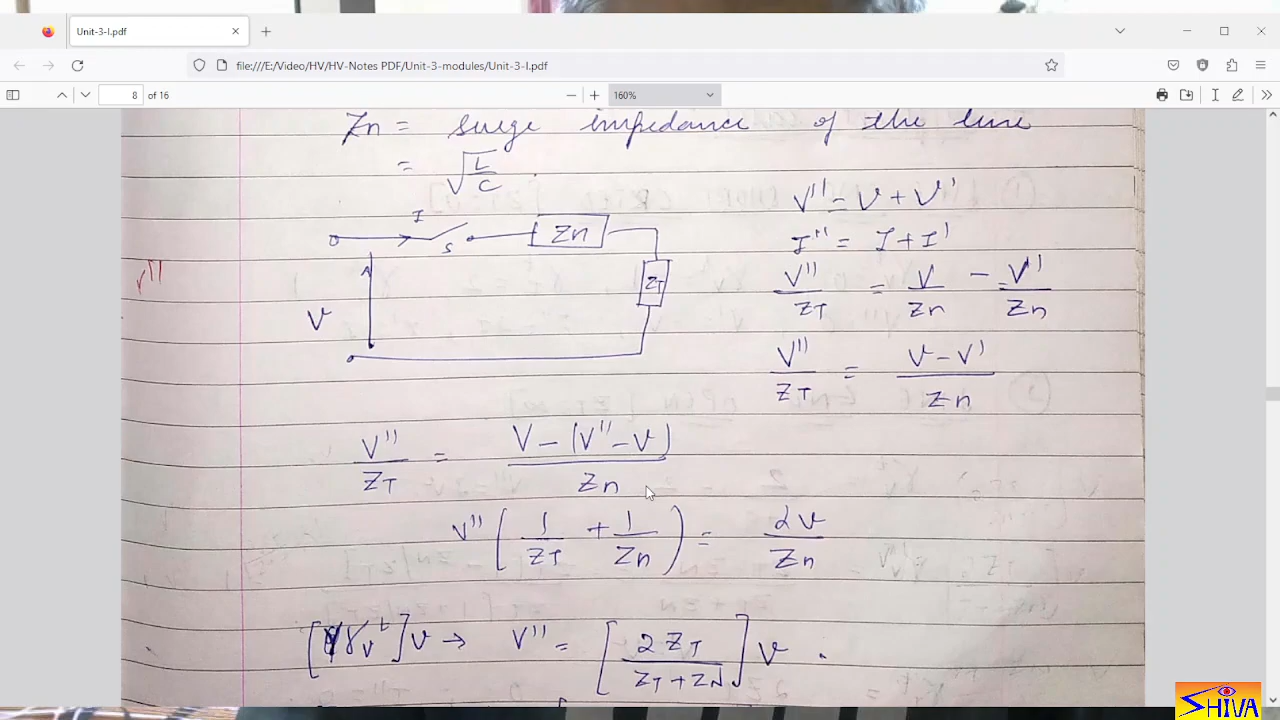 Unit-3-I.pdf
file:///E:/Video/HV/HV-Notes PDF/Unit-3-modules/Unit-3-I.pdf
8 of 16
160%
Zn = surge impedance of the line
= √(L/C)
V'' = V + V'
I'' = I + I'
V''/ZT = V/Zn - V'/Zn
V''/ZT = (V - V')/Zn
I
S
Zn
ZT
V
V''/ZT = (V - (V'' - V))/Zn
V'' (1/ZT + 1/Zn) = 2V/Zn
V'' = [2ZT/(ZT + ZN)] V.
SHIVA